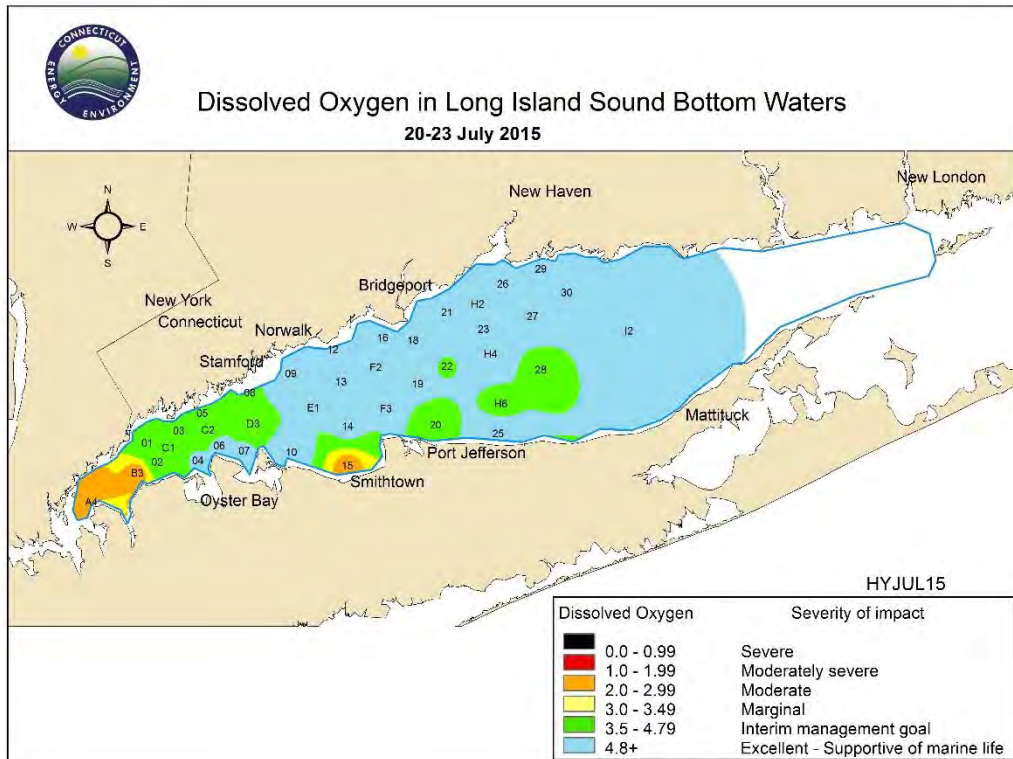 CONNECTICUT
ENERGY
ENVIRONMENT
Dissolved Oxygen in Long Island Sound Bottom Waters
20-23 July 2015
New London
N
New Haven
W E
S
29
26
Bridgeport
30
New York
H2
21
27
Connecticut
Norwalk
23
I2
16
18
12
H4
Stamford
F2
22
28
09
13
19
08
05
E1
F3
H6
03
C2
D3
14
20
25
Mattituck
01
C1
06
07
10
Port Jefferson
02
04
15
B3
Smithtown
A4
Oyster Bay
HYJUL15
Dissolved Oxygen Severity of impact
0.0 - 0.99 Severe
1.0 - 1.99 Moderately severe
2.0 - 2.99 Moderate
3.0 - 3.49 Marginal
3.5 - 4.79 Interim management goal
4.8+ Excellent - Supportive of marine life